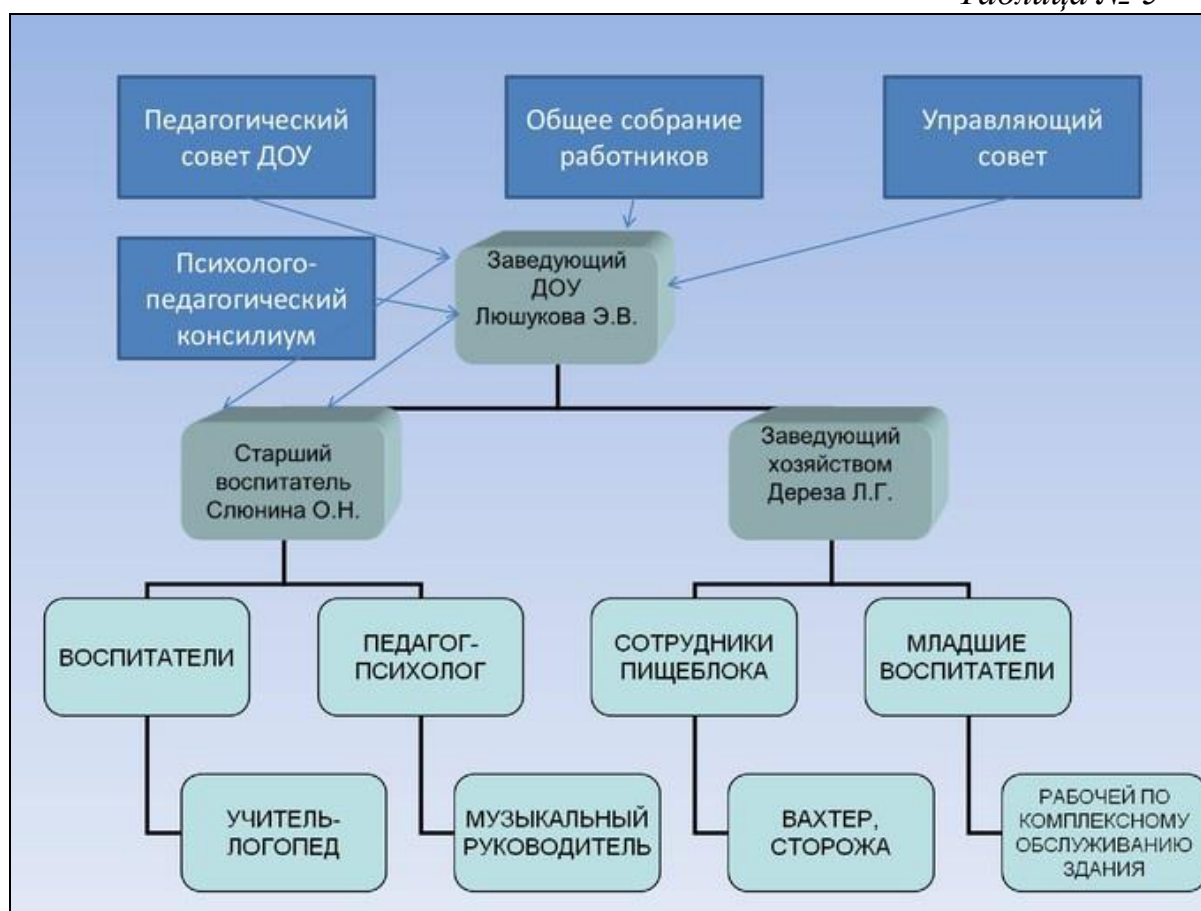 Таблица № 3
Педагогический
совет ДОУ
Общее собрание
работников
Управляющий
совет
Психолого-
педагогический
консилиум
Заведующий
ДОУ
Люшукова Э.В.
Старший
воспитатель
Слюнина О.Н.
Заведующий
хозяйством
Дереза Л.Г.
ВОСПИТАТЕЛИ
ПЕДАГОГ-
ПСИХОЛОГ
СОТРУДНИКИ
ПИЩЕБЛОКА
МЛАДШИЕ
ВОСПИТАТЕЛИ
УЧИТЕЛЬ-
ЛОГОПЕД
МУЗЫКАЛЬНЫЙ
РУКОВОДИТЕЛЬ
ВАХТЕР,
СТОРОЖА
РАБОЧЕЙ ПО
КОМПЛЕКСНОМУ
ОБСЛУЖИВАНИЮ
ЗДАНИЯ